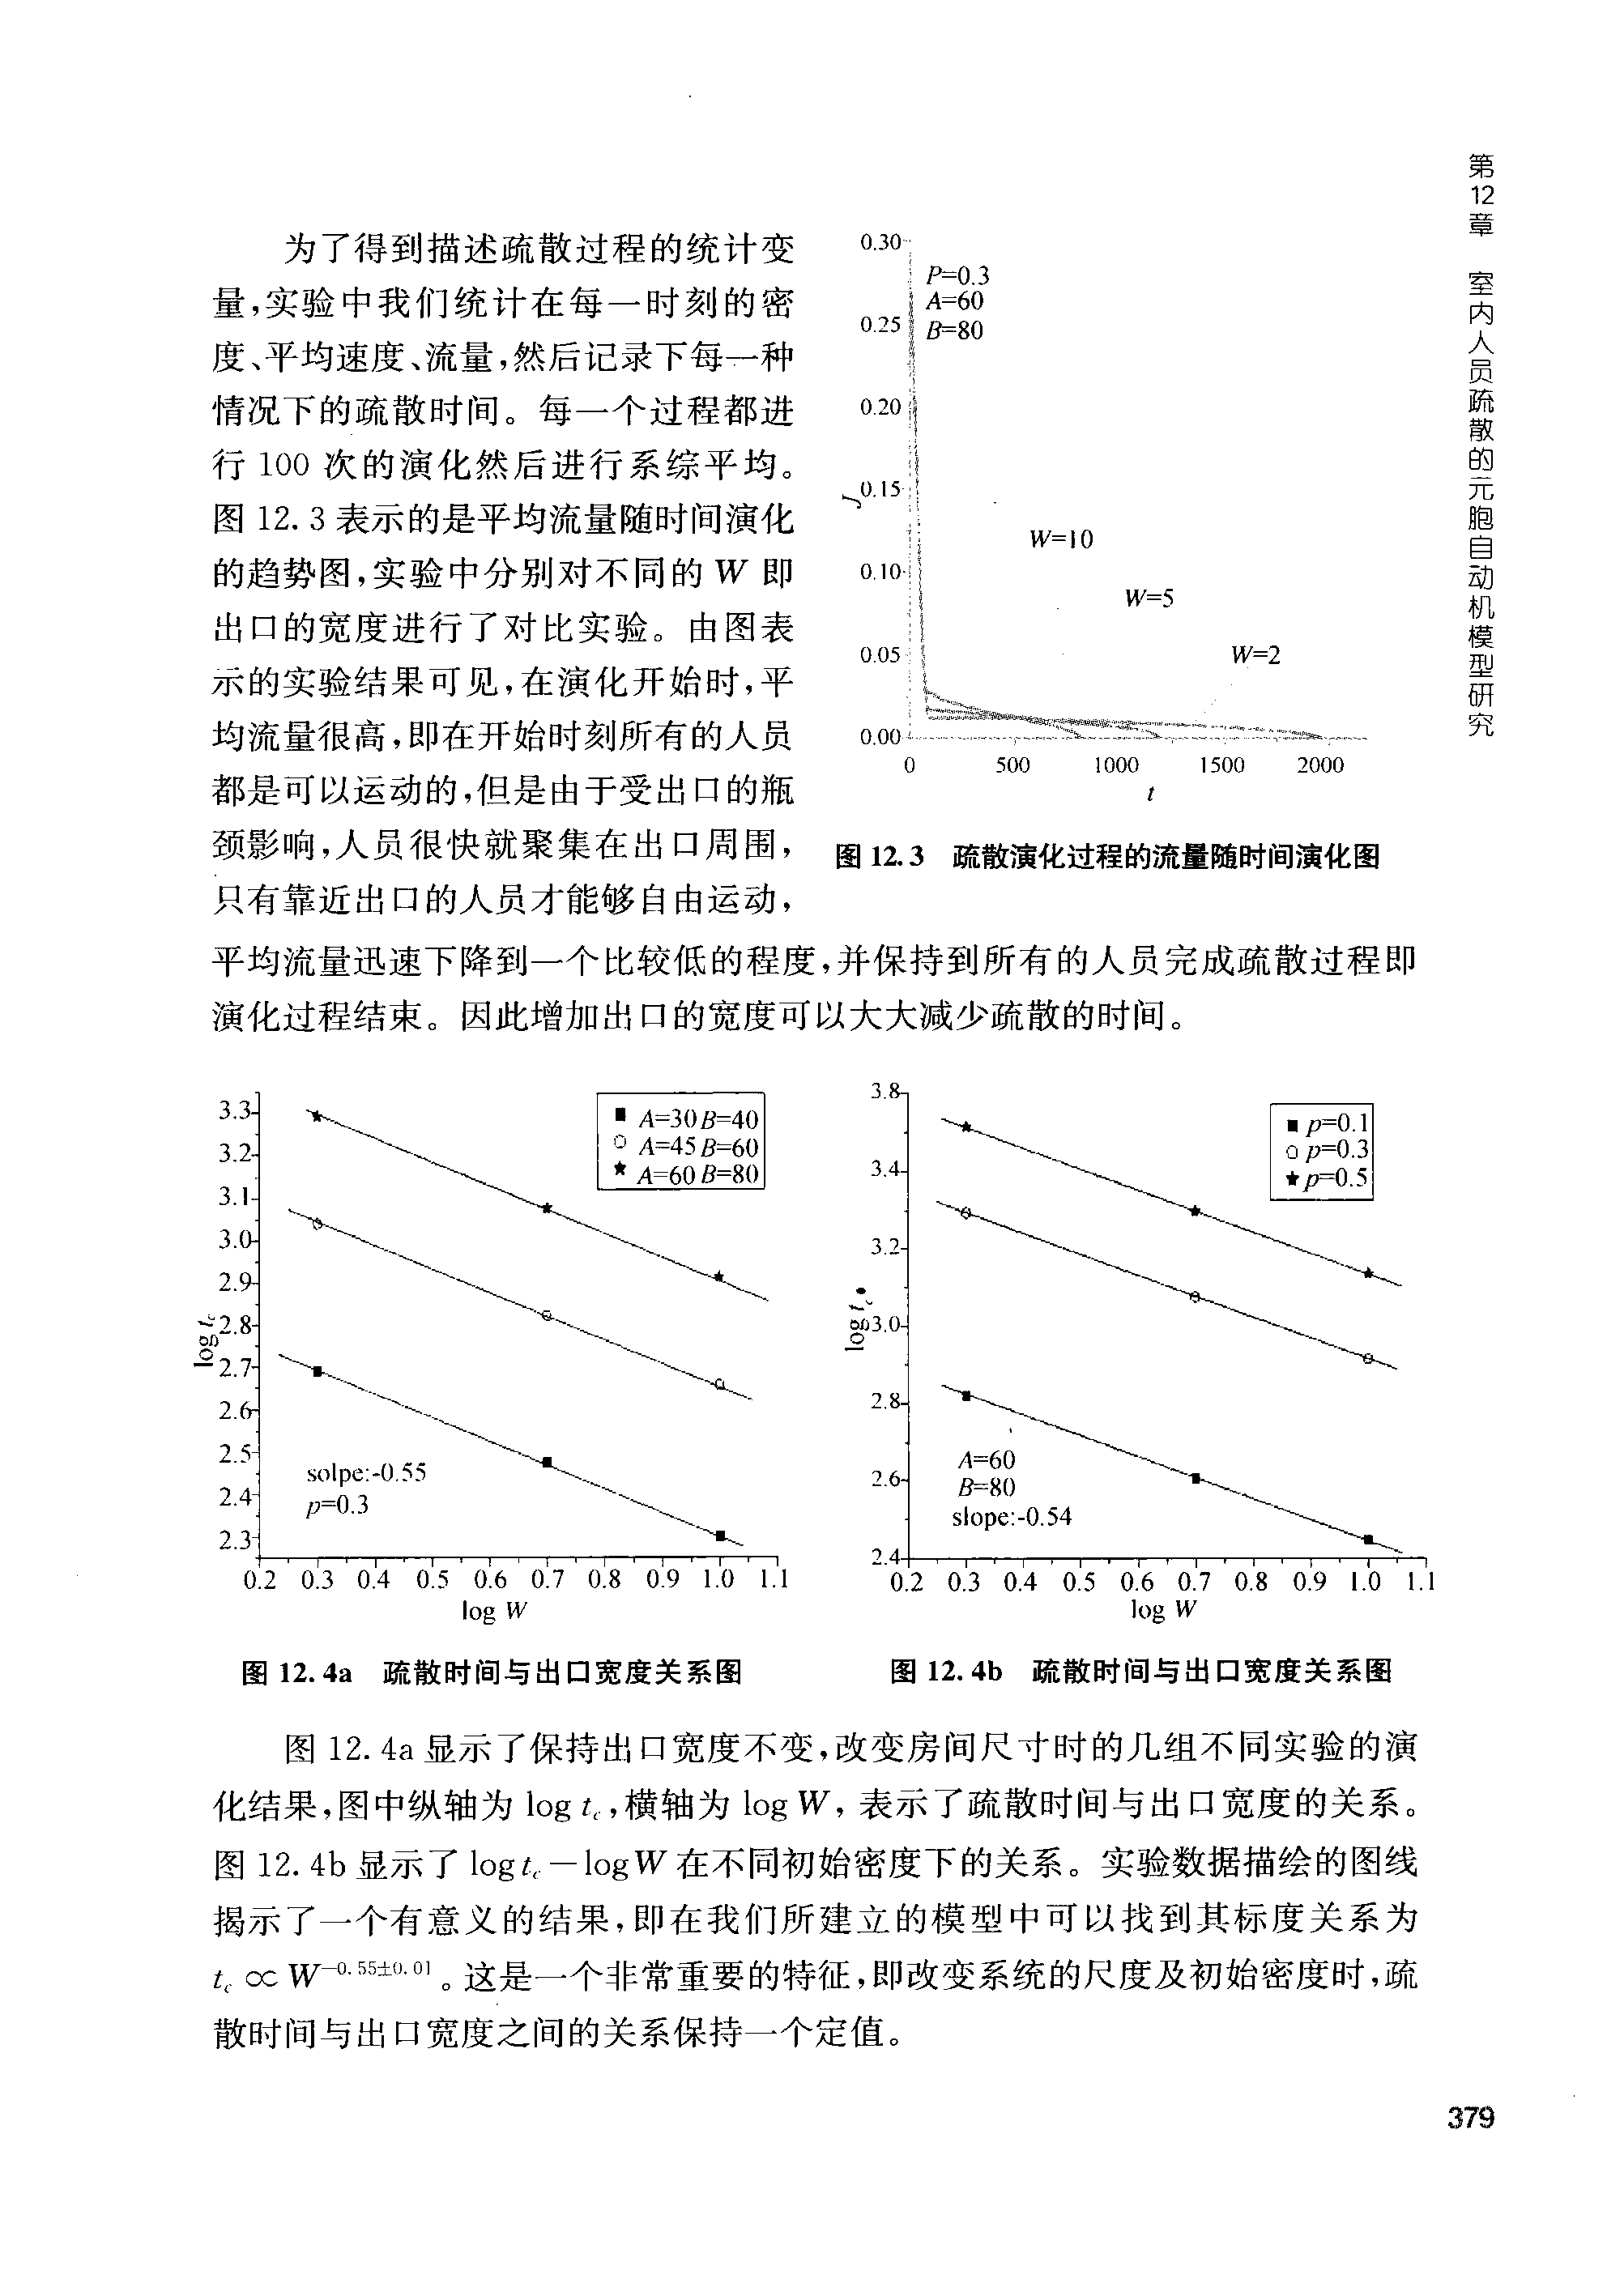 第12章 室内人员疏散的元胞自动机模型研究
为了得到描述疏散过程的统计变
量,实验中我们统计在每一时刻的密
度、平均速度、流量,然后记录下每一种
情况下的疏散时间。每一个过程都进
行 100 次的演化然后进行系综平均。
图 12.3 表示的是平均流量随时间演化
的趋势图,实验中分别对不同的 W 即
出口的宽度进行了对比实验。由图表
示的实验结果可见,在演化开始时,平
均流量很高,即在开始时刻所有的人员
都是可以运动的,但是由于受出口的瓶
颈影响,人员很快就聚集在出口周围,
只有靠近出口的人员才能够自由运动,
0.30
P=0.3
A=60
0.25
B=80
0.20
J
0.15
W=10
0.10
W=5
0.05
W=2
0.00
0 500 1000 1500 2000
t
图 12.3 疏散演化过程的流量随时间演化图
平均流量迅速下降到一个比较低的程度,并保持到所有的人员完成疏散过程即
演化过程结束。因此增加出口的宽度可以大大减少疏散的时间。
3.3
3.2
3.1
3.0
2.9
2.8
2.7
2.6
2.5
2.4
2.3
log tc
A=30 B=40
A=45 B=60
A=60 B=80
solpe:-0.55
p=0.3
0.2 0.3 0.4 0.5 0.6 0.7 0.8 0.9 1.0 1.1
log W
图 12.4a 疏散时间与出口宽度关系图
3.8
3.4
3.2
3.0
2.8
2.6
2.4
log tc
p=0.1
p=0.3
p=0.5
A=60
B=80
slope:-0.54
0.2 0.3 0.4 0.5 0.6 0.7 0.8 0.9 1.0 1.1
log W
图 12.4b 疏散时间与出口宽度关系图
图 12.4a 显示了保持出口宽度不变,改变房间尺寸时的几组不同实验的演
化结果,图中纵轴为 log tc,横轴为 log W, 表示了疏散时间与出口宽度的关系。
图 12.4b 显示了 log tc－log W 在不同初始密度下的关系。实验数据描绘的图线
揭示了一个有意义的结果,即在我们所建立的模型中可以找到其标度关系为
tc ∝ W^−0.55±0.01。这是一个非常重要的特征,即改变系统的尺度及初始密度时,疏
散时间与出口宽度之间的关系保持一个定值。
379